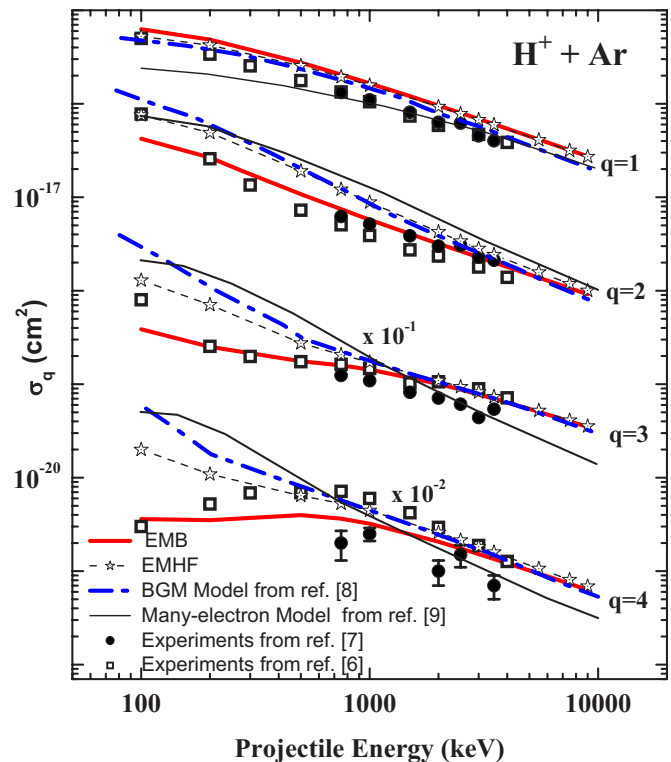 H⁺ + Ar
10⁻¹⁷
10⁻²⁰
σq (cm²)
q=1
q=2
x 10⁻¹
q=3
x 10⁻²
q=4
EMB
EMHF
BGM Model from ref. [8]
Many-electron Model from ref. [9]
Experiments from ref. [7]
Experiments from ref. [6]
100
1000
10000
Projectile Energy (keV)